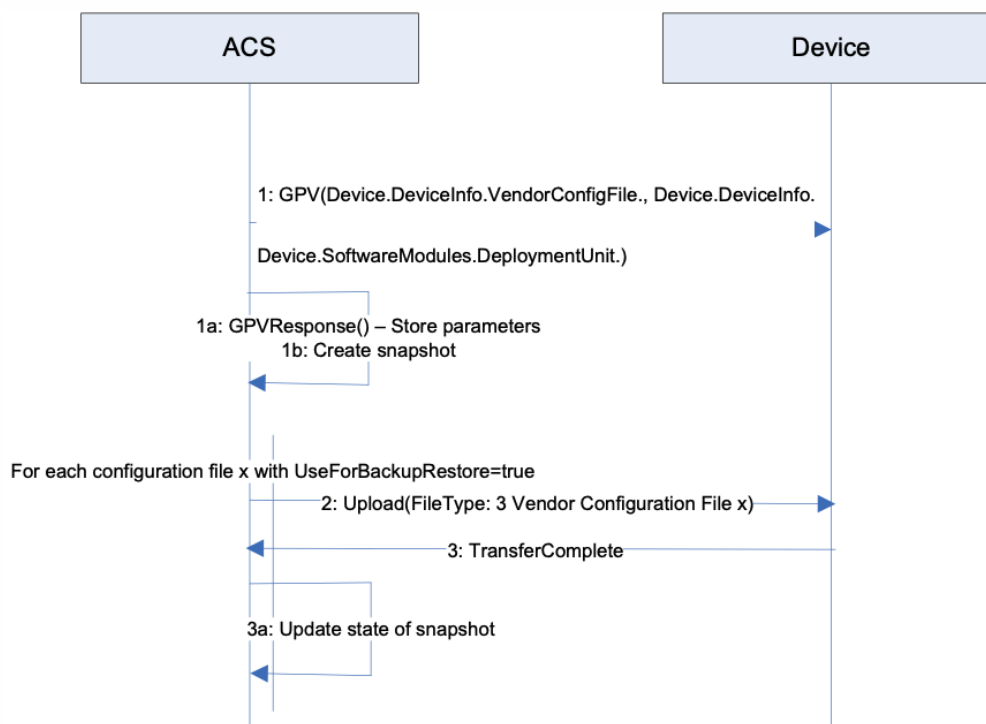 ACS
Device
1: GPV(Device.DeviceInfo.VendorConfigFile., Device.DeviceInfo.
Device.SoftwareModules.DeploymentUnit.)
1a: GPVResponse() – Store parameters
1b: Create snapshot
For each configuration file x with UseForBackupRestore=true
2: Upload(FileType: 3 Vendor Configuration File x)
3: TransferComplete
3a: Update state of snapshot